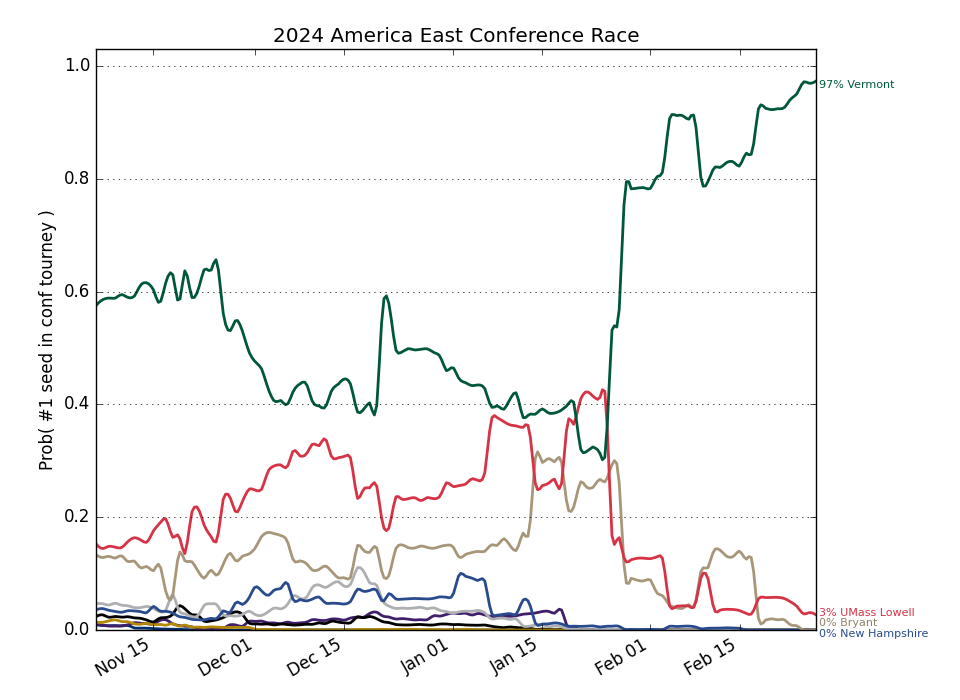 2024 America East Conference Race
Prob( #1 seed in conf tourney )
1.0
0.8
0.6
0.4
0.2
0.0
97% Vermont
3% UMass Lowell
0% Bryant
0% New Hampshire
Nov 15
Dec 01
Dec 15
Jan 01
Jan 15
Feb 01
Feb 15